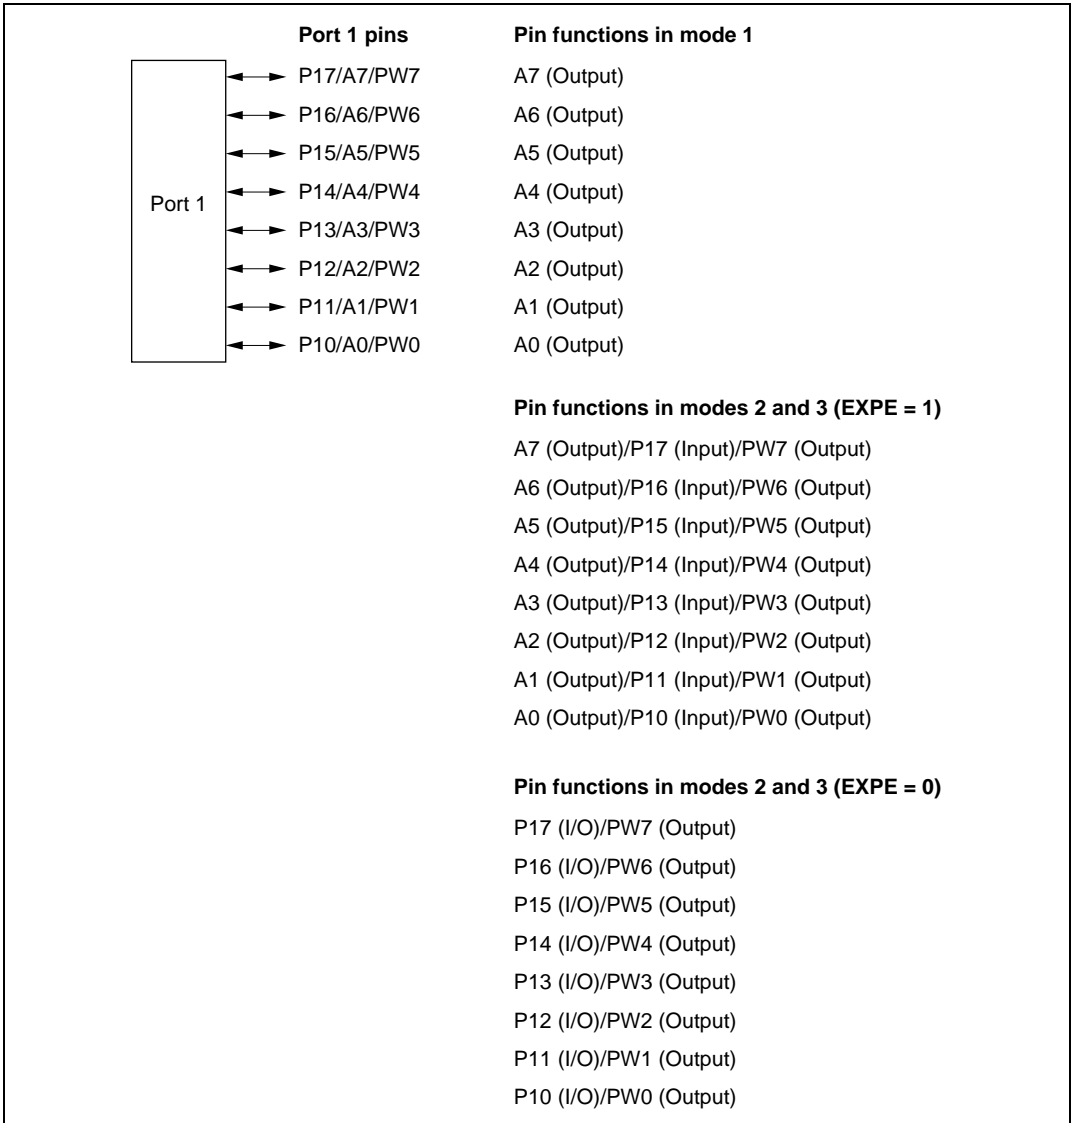 Port 1 pins Pin functions in mode 1
P17/A7/PW7 A7 (Output)
P16/A6/PW6 A6 (Output)
P15/A5/PW5 A5 (Output)
P14/A4/PW4 A4 (Output)
Port 1
P13/A3/PW3 A3 (Output)
P12/A2/PW2 A2 (Output)
P11/A1/PW1 A1 (Output)
P10/A0/PW0 A0 (Output)
Pin functions in modes 2 and 3 (EXPE = 1)
A7 (Output)/P17 (Input)/PW7 (Output)
A6 (Output)/P16 (Input)/PW6 (Output)
A5 (Output)/P15 (Input)/PW5 (Output)
A4 (Output)/P14 (Input)/PW4 (Output)
A3 (Output)/P13 (Input)/PW3 (Output)
A2 (Output)/P12 (Input)/PW2 (Output)
A1 (Output)/P11 (Input)/PW1 (Output)
A0 (Output)/P10 (Input)/PW0 (Output)
Pin functions in modes 2 and 3 (EXPE = 0)
P17 (I/O)/PW7 (Output)
P16 (I/O)/PW6 (Output)
P15 (I/O)/PW5 (Output)
P14 (I/O)/PW4 (Output)
P13 (I/O)/PW3 (Output)
P12 (I/O)/PW2 (Output)
P11 (I/O)/PW1 (Output)
P10 (I/O)/PW0 (Output)